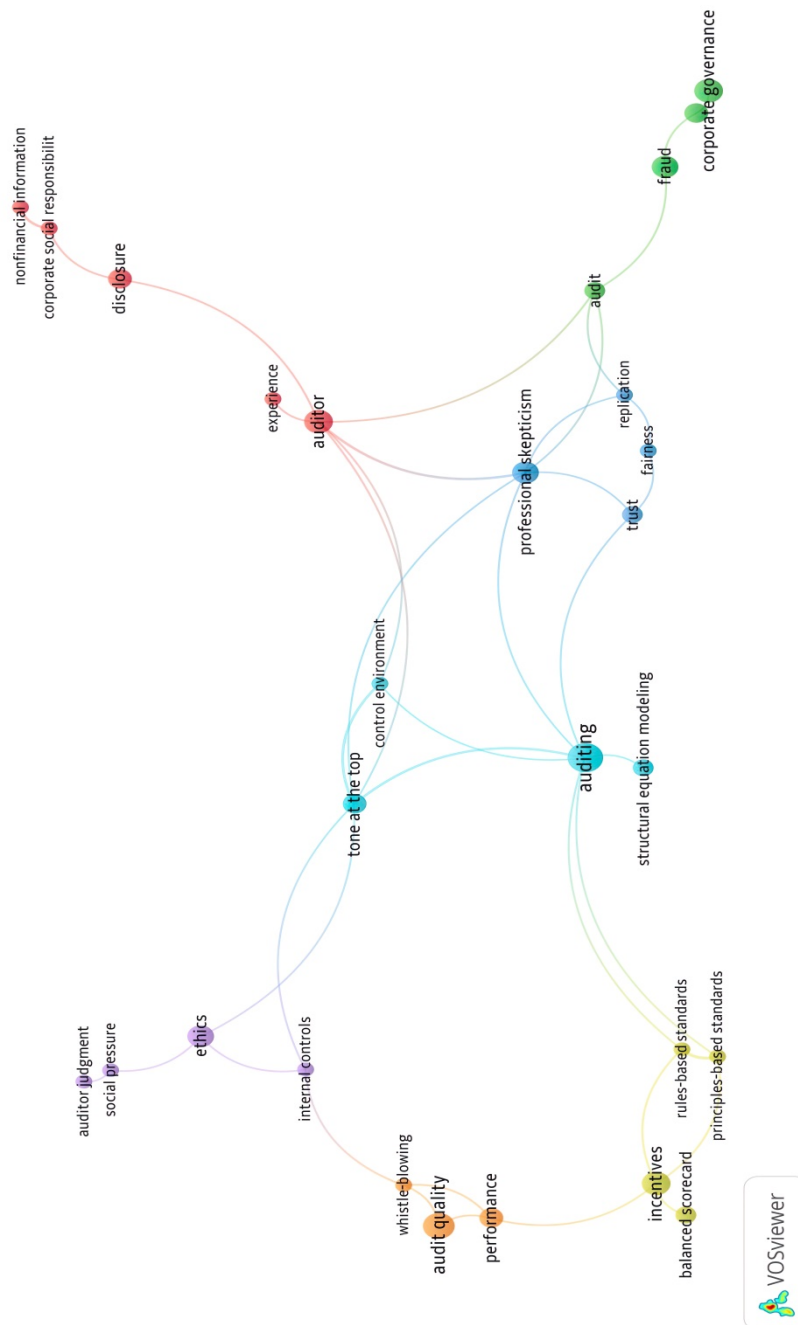 nonfinancial information
corporate social responsibilit
disclosure
experience
auditor
corporate governance
fraud
audit
replication
fairness
professional skepticism
trust
control environment
tone at the top
auditing
structural equation modeling
auditor judgment
social pressure
ethics
internal controls
whistle-blowing
audit quality
performance
rules-based standards
principles-based standards
incentives
balanced scorecard
VOSviewer